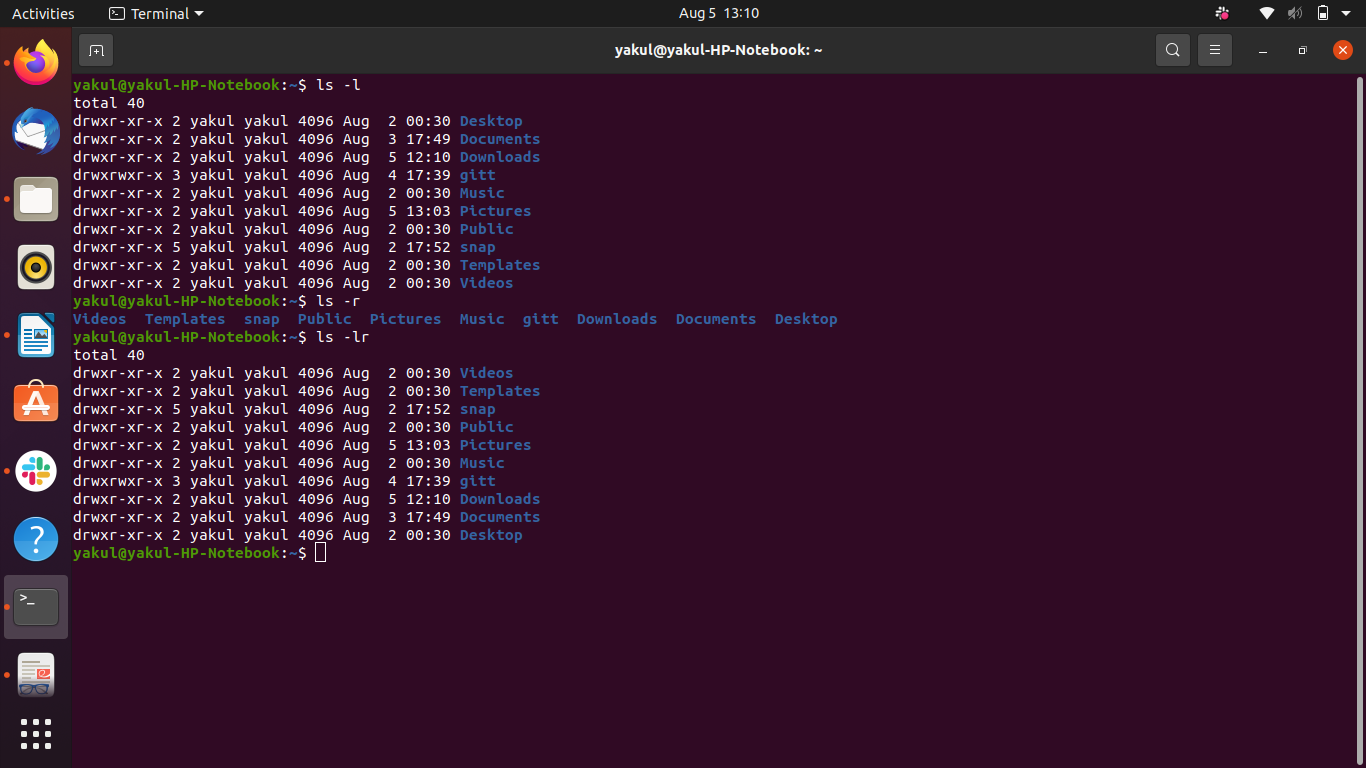 Activities Terminal Aug 5 13:10
yakul@yakul-HP-Notebook: ~
yakul@yakul-HP-Notebook:~$ ls -l
total 40
drwxr-xr-x 2 yakul yakul 4096 Aug  2 00:30 Desktop
drwxr-xr-x 2 yakul yakul 4096 Aug  3 17:49 Documents
drwxr-xr-x 2 yakul yakul 4096 Aug  5 12:10 Downloads
drwxrwxr-x 3 yakul yakul 4096 Aug  4 17:39 gitt
drwxr-xr-x 2 yakul yakul 4096 Aug  2 00:30 Music
drwxr-xr-x 2 yakul yakul 4096 Aug  5 13:03 Pictures
drwxr-xr-x 2 yakul yakul 4096 Aug  2 00:30 Public
drwxr-xr-x 5 yakul yakul 4096 Aug  2 17:52 snap
drwxr-xr-x 2 yakul yakul 4096 Aug  2 00:30 Templates
drwxr-xr-x 2 yakul yakul 4096 Aug  2 00:30 Videos
yakul@yakul-HP-Notebook:~$ ls -r
Videos  Templates  snap  Public  Pictures  Music  gitt  Downloads  Documents  Desktop
yakul@yakul-HP-Notebook:~$ ls -lr
total 40
drwxr-xr-x 2 yakul yakul 4096 Aug  2 00:30 Videos
drwxr-xr-x 2 yakul yakul 4096 Aug  2 00:30 Templates
drwxr-xr-x 5 yakul yakul 4096 Aug  2 17:52 snap
drwxr-xr-x 2 yakul yakul 4096 Aug  2 00:30 Public
drwxr-xr-x 2 yakul yakul 4096 Aug  5 13:03 Pictures
drwxr-xr-x 2 yakul yakul 4096 Aug  2 00:30 Music
drwxrwxr-x 3 yakul yakul 4096 Aug  4 17:39 gitt
drwxr-xr-x 2 yakul yakul 4096 Aug  5 12:10 Downloads
drwxr-xr-x 2 yakul yakul 4096 Aug  3 17:49 Documents
drwxr-xr-x 2 yakul yakul 4096 Aug  2 00:30 Desktop
yakul@yakul-HP-Notebook:~$